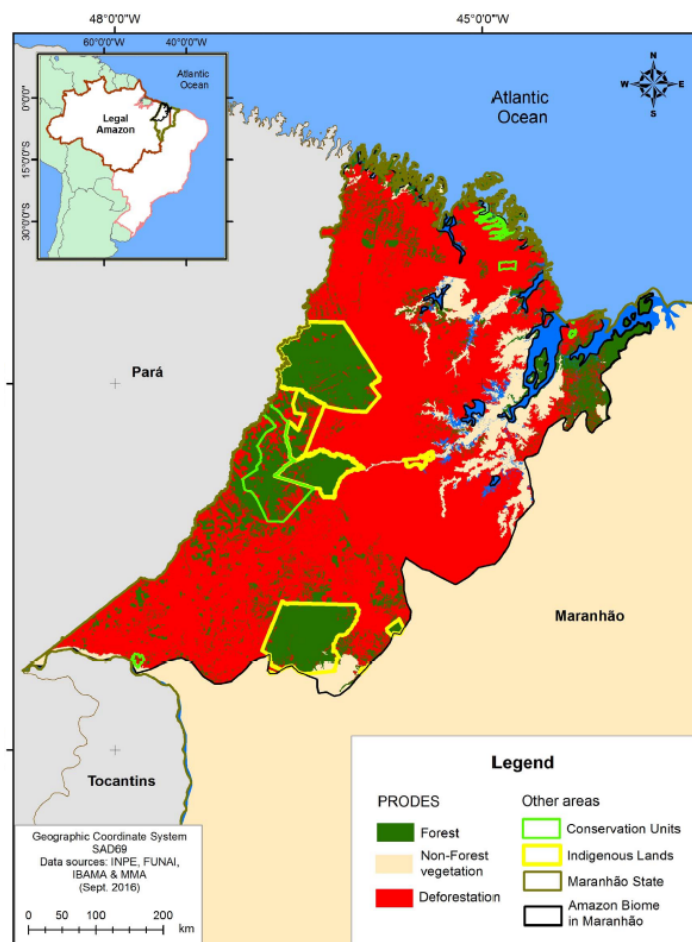 48°0'0"W
45°0'0"W
60°0'0"W
40°0'0"W
Atlantic
Ocean
0°0'0"
Legal
Amazon
15°0'0"S
30°0'0"S
N
W
E
S
Atlantic
Ocean
Pará
Maranhão
Tocantins
Geographic Coordinate System
SAD69
Data sources: INPE, FUNAI,
IBAMA & MMA
(Sept. 2016)
0
50
100
200
km
Legend
PRODES
Forest
Non-Forest
vegetation
Deforestation
Other areas
Conservation Units
Indigenous Lands
Maranhão State
Amazon Biome
in Maranhão